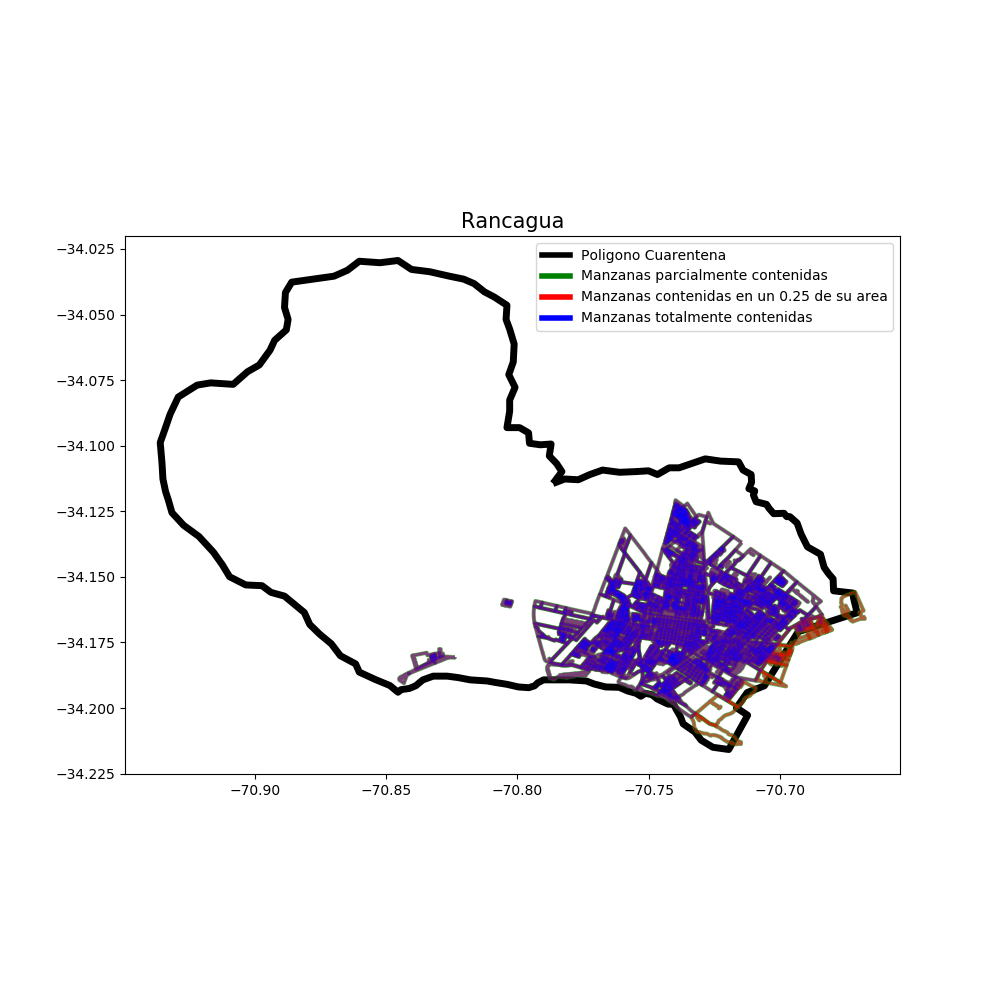 Rancagua
Poligono Cuarentena
Manzanas parcialmente contenidas
Manzanas contenidas en un 0.25 de su area
Manzanas totalmente contenidas
−34.025
−34.050
−34.075
−34.100
−34.125
−34.150
−34.175
−34.200
−34.225
−70.90 −70.85 −70.80 −70.75 −70.70